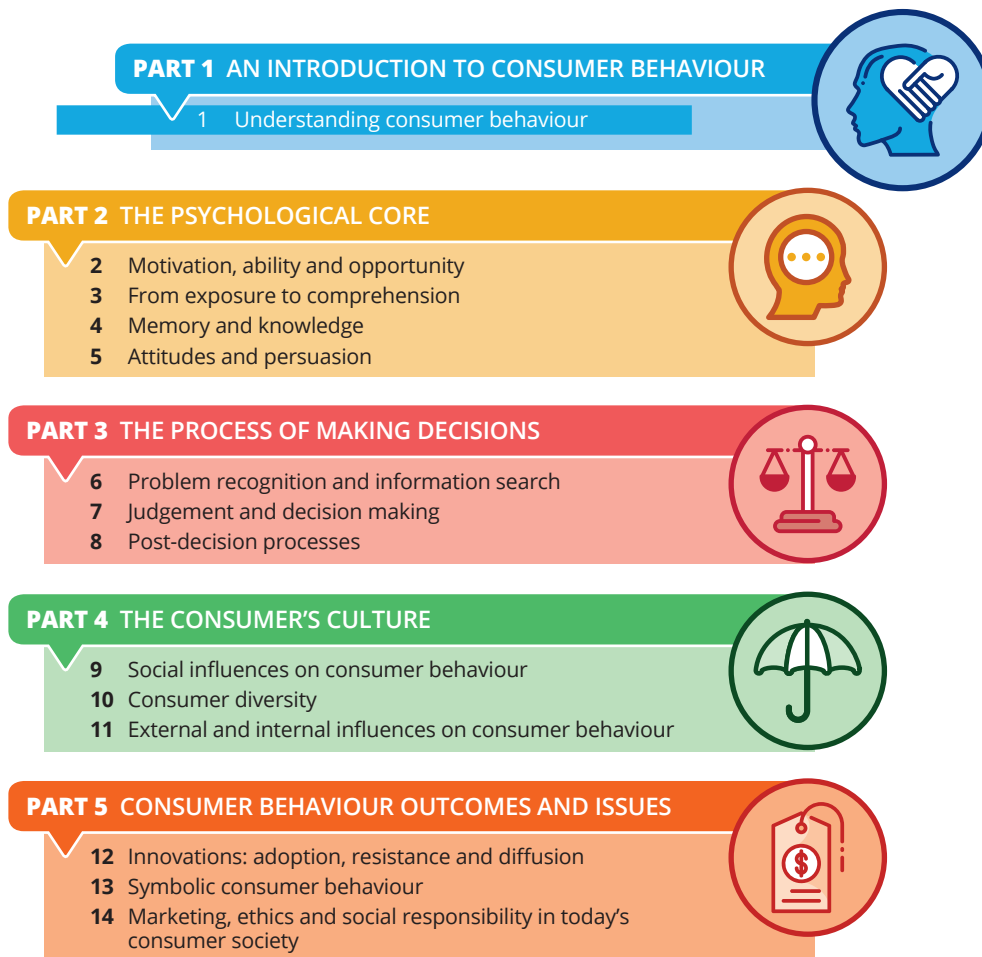 PART 1 AN INTRODUCTION TO CONSUMER BEHAVIOUR
1 Understanding consumer behaviour
PART 2 THE PSYCHOLOGICAL CORE
2 Motivation, ability and opportunity
3 From exposure to comprehension
4 Memory and knowledge
5 Attitudes and persuasion
PART 3 THE PROCESS OF MAKING DECISIONS
6 Problem recognition and information search
7 Judgement and decision making
8 Post-decision processes
PART 4 THE CONSUMER'S CULTURE
9 Social influences on consumer behaviour
10 Consumer diversity
11 External and internal influences on consumer behaviour
PART 5 CONSUMER BEHAVIOUR OUTCOMES AND ISSUES
12 Innovations: adoption, resistance and diffusion
13 Symbolic consumer behaviour
14 Marketing, ethics and social responsibility in today's
consumer society
$